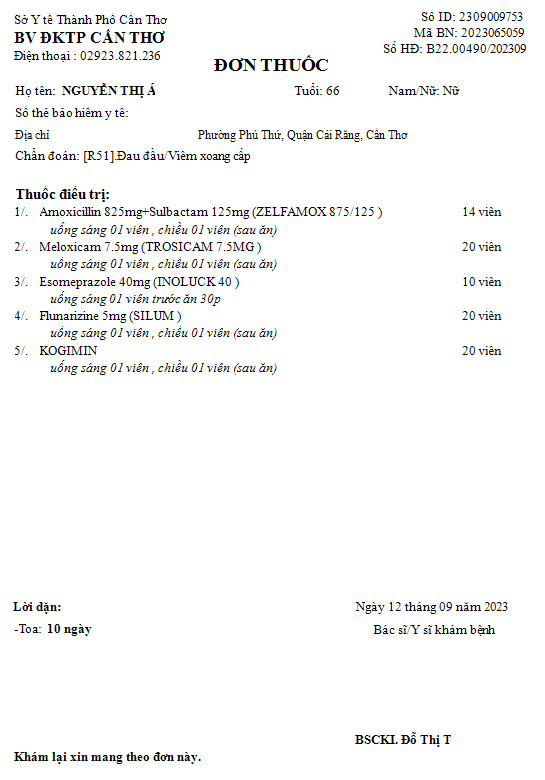 Sở Y tế Thành Phố Cần Thơ
BV ĐKTP CẦN THƠ
Điện thoại : 02923.821.236
Số ID: 2309009753
Mã BN: 2023065059
Số HĐ: B22.00490/202309
ĐƠN THUỐC
Họ tên: NGUYỄN THỊ Á Tuổi: 66 Nam/Nữ: Nữ
Số thẻ bảo hiểm y tế:
Địa chỉ Phường Phú Thứ, Quận Cái Răng, Cần Thơ
Chẩn đoán: [R51].Đau đầu/Viêm xoang cấp
Thuốc điều trị:
1/. Amoxicillin 825mg+Sulbactam 125mg (ZELFAMOX 875/125 ) 14 viên
uống sáng 01 viên , chiều 01 viên (sau ăn)
2/. Meloxicam 7.5mg (TROSICAM 7.5MG ) 20 viên
uống sáng 01 viên , chiều 01 viên (sau ăn)
3/. Esomeprazole 40mg (INOLUCK 40 ) 10 viên
uống sáng 01 viên trước ăn 30p
4/. Flunarizine 5mg (SILUM ) 20 viên
uống sáng 01 viên , chiều 01 viên (sau ăn)
5/. KOGIMIN 20 viên
uống sáng 01 viên , chiều 01 viên (sau ăn)
Lời dặn:
-Toa: 10 ngày
Ngày 12 tháng 09 năm 2023
Bác sĩ/Y sĩ khám bệnh
BSCKI. Đỗ Thị T
Khám lại xin mang theo đơn này.